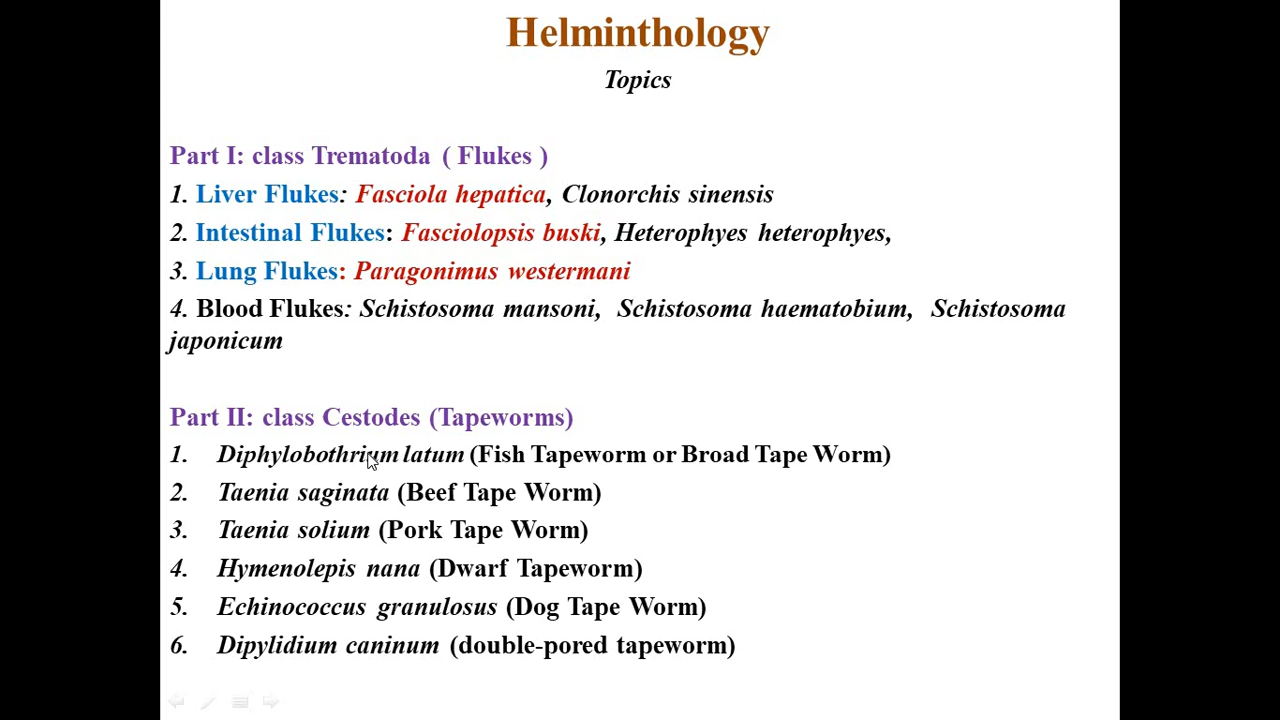 Helminthology
Topics
Part I: class Trematoda ( Flukes )
1. Liver Flukes: Fasciola hepatica, Clonorchis sinensis
2. Intestinal Flukes: Fasciolopsis buski, Heterophyes heterophyes,
3. Lung Flukes: Paragonimus westermani
4. Blood Flukes: Schistosoma mansoni, Schistosoma haematobium, Schistosoma
japonicum
Part II: class Cestodes (Tapeworms)
1. Diphylobothrium latum (Fish Tapeworm or Broad Tape Worm)
2. Taenia saginata (Beef Tape Worm)
3. Taenia solium (Pork Tape Worm)
4. Hymenolepis nana (Dwarf Tapeworm)
5. Echinococcus granulosus (Dog Tape Worm)
6. Dipylidium caninum (double-pored tapeworm)